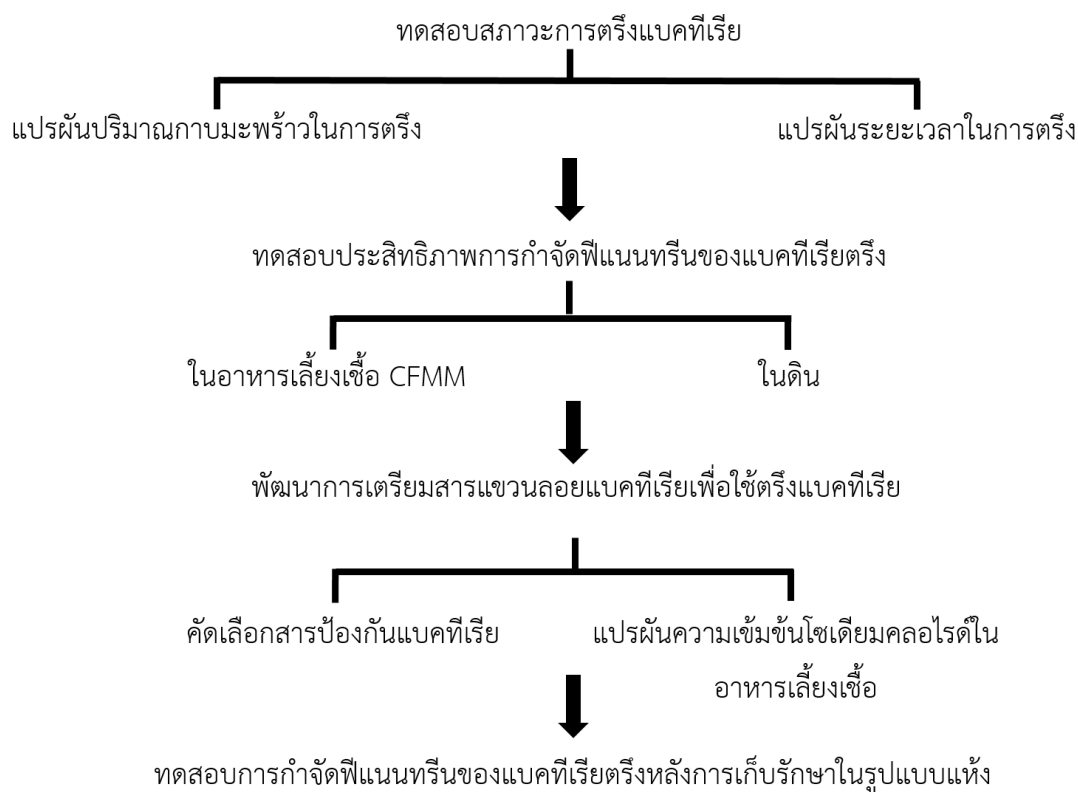 ทดสอบสภาวะการตรึงแบคทีเรีย
แปรผันปริมาณกาบมะพร้าวในการตรึง
แปรผันระยะเวลาในการตรึง
ทดสอบประสิทธิภาพการกำจัดฟีแนนทรีนของแบคทีเรียตรึง
ในอาหารเลี้ยงเชื้อ CFMM
ในดิน
พัฒนาการเตรียมสารแขวนลอยแบคทีเรียเพื่อใช้ตรึงแบคทีเรีย
คัดเลือกสารป้องกันแบคทีเรีย
แปรผันความเข้มข้นโซเดียมคลอไรด์ใน
อาหารเลี้ยงเชื้อ
ทดสอบการกำจัดฟีแนนทรีนของแบคทีเรียตรึงหลังการเก็บรักษาในรูปแบบแห้ง